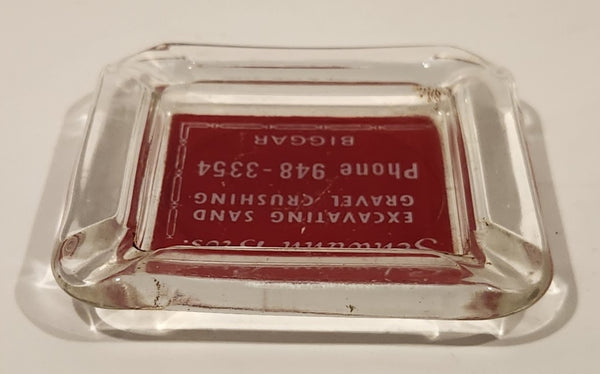 Bros.
EXCAVATING SAND
GRAVEL CRUSHING
Phone 948-3354
BIGGAR